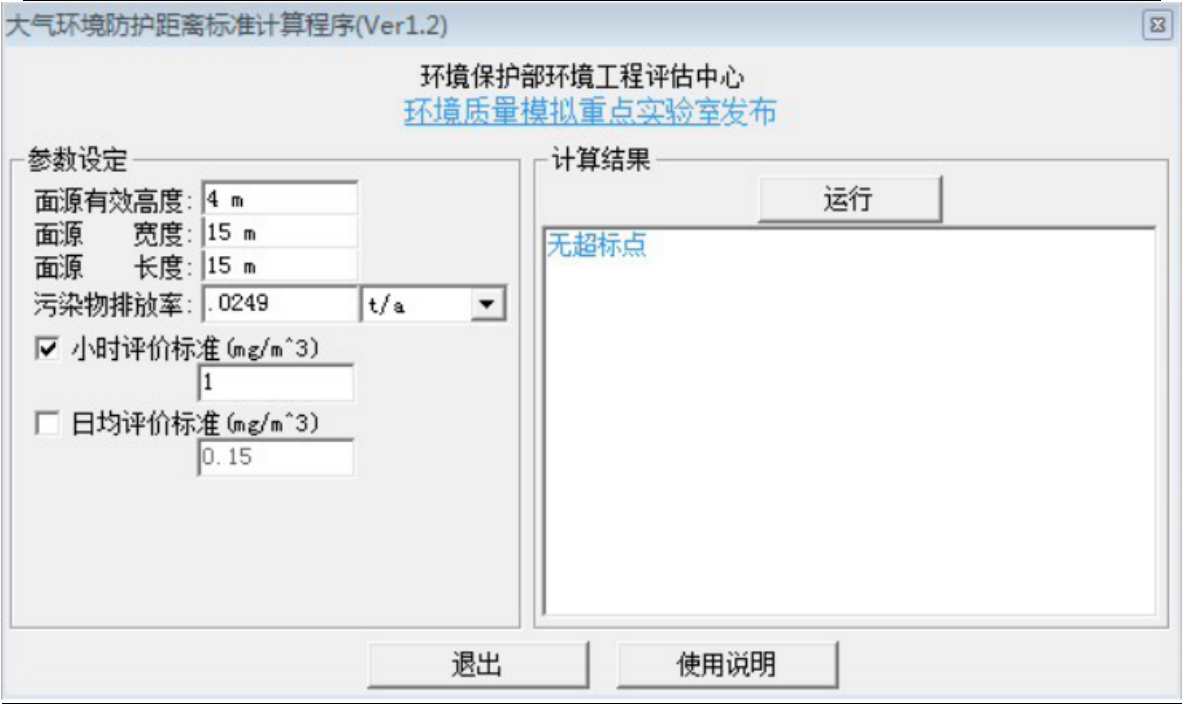 大气环境防护距离标准计算程序(Ver1.2)
环境保护部环境工程评估中心
环境质量模拟重点实验室发布
参数设定
面源有效高度: 4 m
面源 宽度: 15 m
面源 长度: 15 m
污染物排放率: .0249 t/a
小时评价标准(mg/m^3)
1
日均评价标准(mg/m^3)
0.15
计算结果
运行
无超标点
退出 使用说明